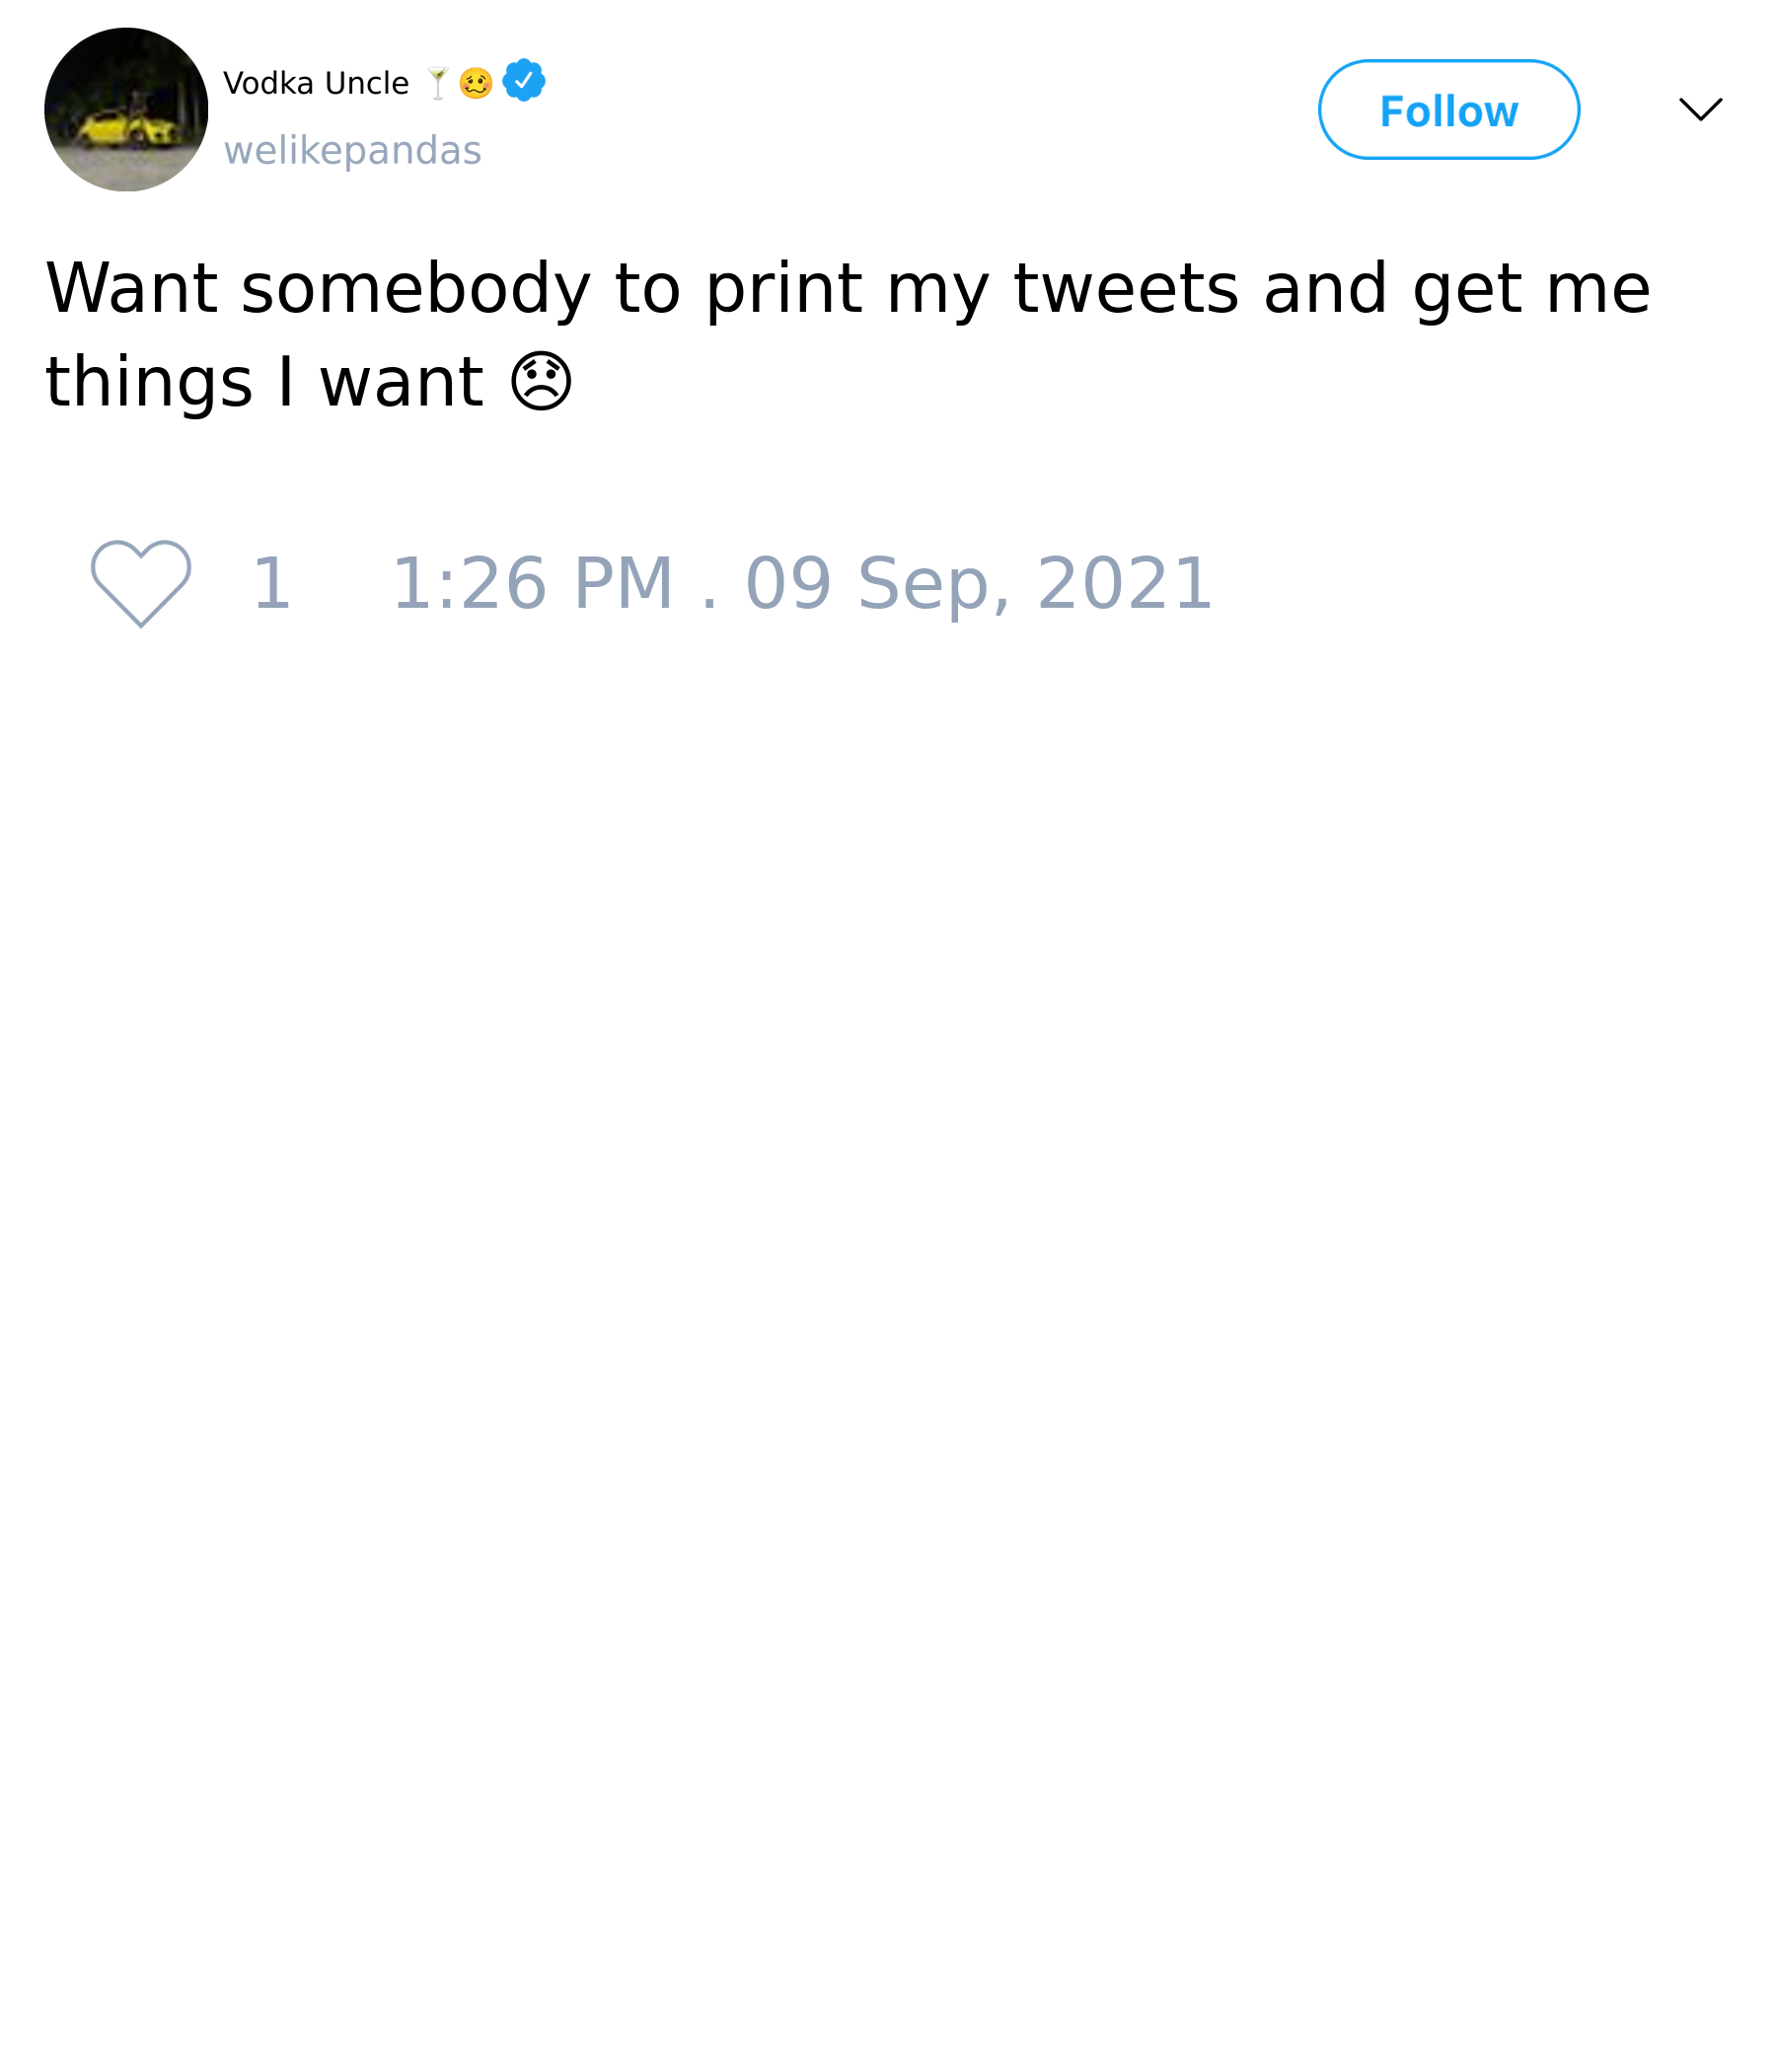 Vodka Uncle 🍸🥴
welikepandas
Follow
Want somebody to print my tweets and get me
things I want 😞
1 1:26 PM . 09 Sep, 2021